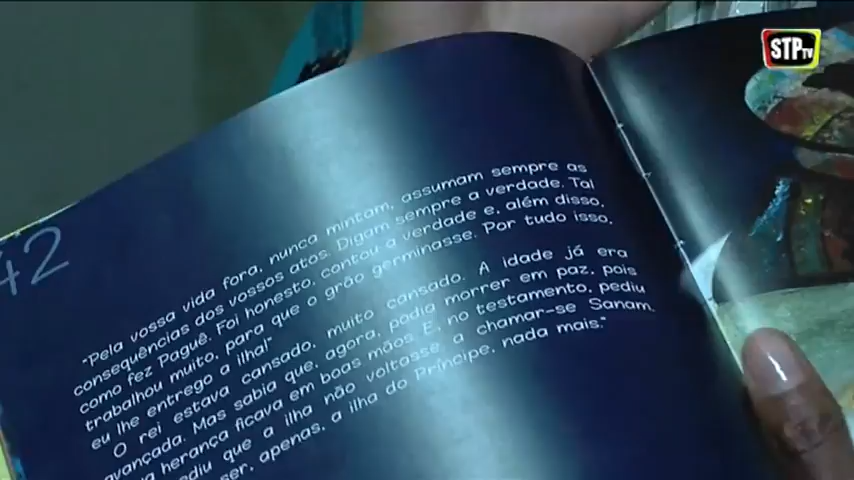 STP TV
42
"Pela vossa vida fora, nunca mintam, assumam sempre as
consequências dos vossos atos. Digam sempre a verdade. Tal
como fez Paguê. Foi honesto, contou a verdade e, além disso,
trabalhou muito, para que o grão germinasse. Por tudo isso,
eu lhe entrego a ilha!"
O rei estava cansado, muito cansado. A idade já era
avançada. Mas sabia que, agora, podia morrer em paz, pois
herança ficava em boas mãos. E, no testamento, pediu
ediu que a ilha não voltasse a chamar-se Sanam.
ser, apenas, a ilha do Príncipe, nada mais."